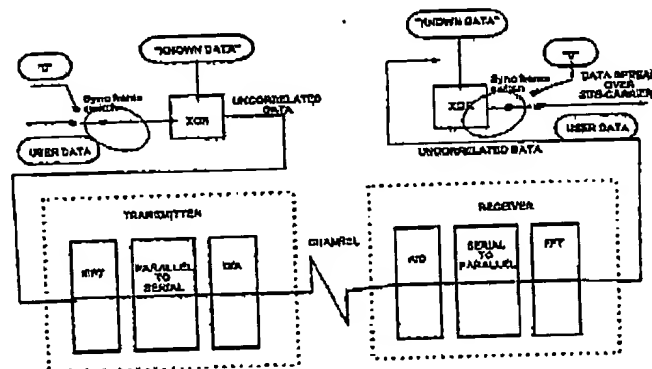 "KNOWN DATA"
"0"
Sync frame
switch
XOR
UNCORRELATED
DATA
USER DATA
TRANSMITTER
IFFT
PARALLEL
TO
SERIAL
D/A
CHANNEL
"KNOWN DATA"
"0"
Sync frame
switch
XOR
DATA SPREAD
OVER
SUB-CARRIERS
USER DATA
UNCORRELATED DATA
RECEIVER
A/D
SERIAL
TO
PARALLEL
FFT